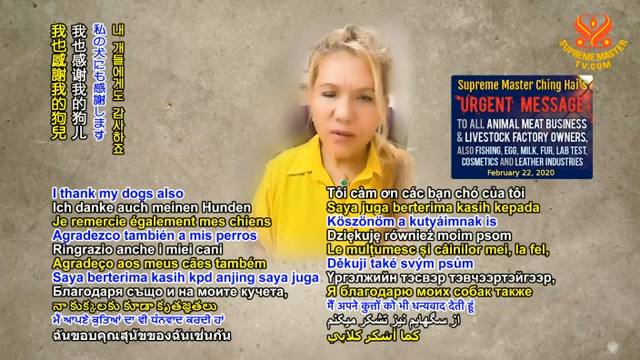 我也感謝我的狗兒
我也感谢我的狗儿
私の犬にも感謝します
내 개들에게도 감사하죠
SUPREME MASTER
TV.COM
Supreme Master Ching Hai's
"URGENT MESSAGE"
TO ALL ANIMAL MEAT BUSINESS
& LIVESTOCK FACTORY OWNERS,
ALSO FISHING, EGG, MILK, FUR, LAB TEST,
COSMETICS AND LEATHER INDUSTRIES
February 22, 2020
I thank my dogs also
Ich danke auch meinen Hunden
Je remercie également mes chiens
Agradezco también a mis perros
Ringrazio anche i miei cani
Agradeço aos meus cães também
Saya berterima kasih kpd anjing saya juga
Благодаря също и на моите кучета,
నా కుక్కలకు కూడా కృతజ్ఞతలు
ਮੈਂ ਆਪਣੇ ਕੁਤਿਆਂ ਦਾ ਵੀ ਧੰਨਵਾਦ ਕਰਦੀ ਹਾਂ
ฉันขอบคุณสุนัขของฉันเช่นกัน
Tôi cảm ơn các bạn chó của tôi
Saya juga berterima kasih kepada
Köszönöm a kutyáimnak is
Dziękuję również moim psom
Le mulțumesc și câinilor mei, la fel,
Děkuji také svým psům
Үргэлжийн тэсвэр тэвчээртэйгээр,
Я благодарю моих собак также
मैं अपने कुत्तों को भी धन्यवाद देती हूं
از سگهایم نیز تشکر میکنم
كما أشكر كلابي